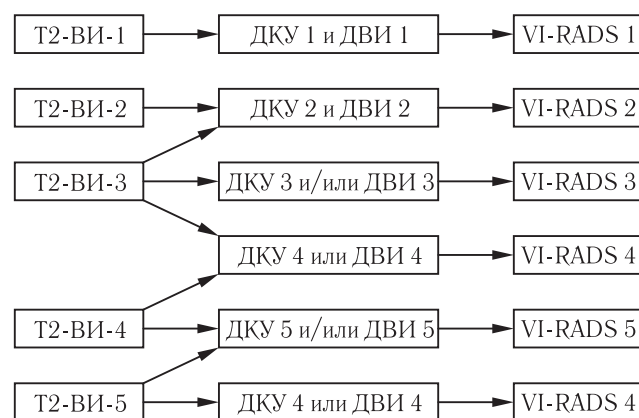 Т2-ВИ-1 ДКУ 1 и ДВИ 1 VI-RADS 1
Т2-ВИ-2 ДКУ 2 и ДВИ 2 VI-RADS 2
Т2-ВИ-3 ДКУ 3 и/или ДВИ 3 VI-RADS 3
ДКУ 4 или ДВИ 4 VI-RADS 4
Т2-ВИ-4 ДКУ 5 и/или ДВИ 5 VI-RADS 5
Т2-ВИ-5 ДКУ 4 или ДВИ 4 VI-RADS 4